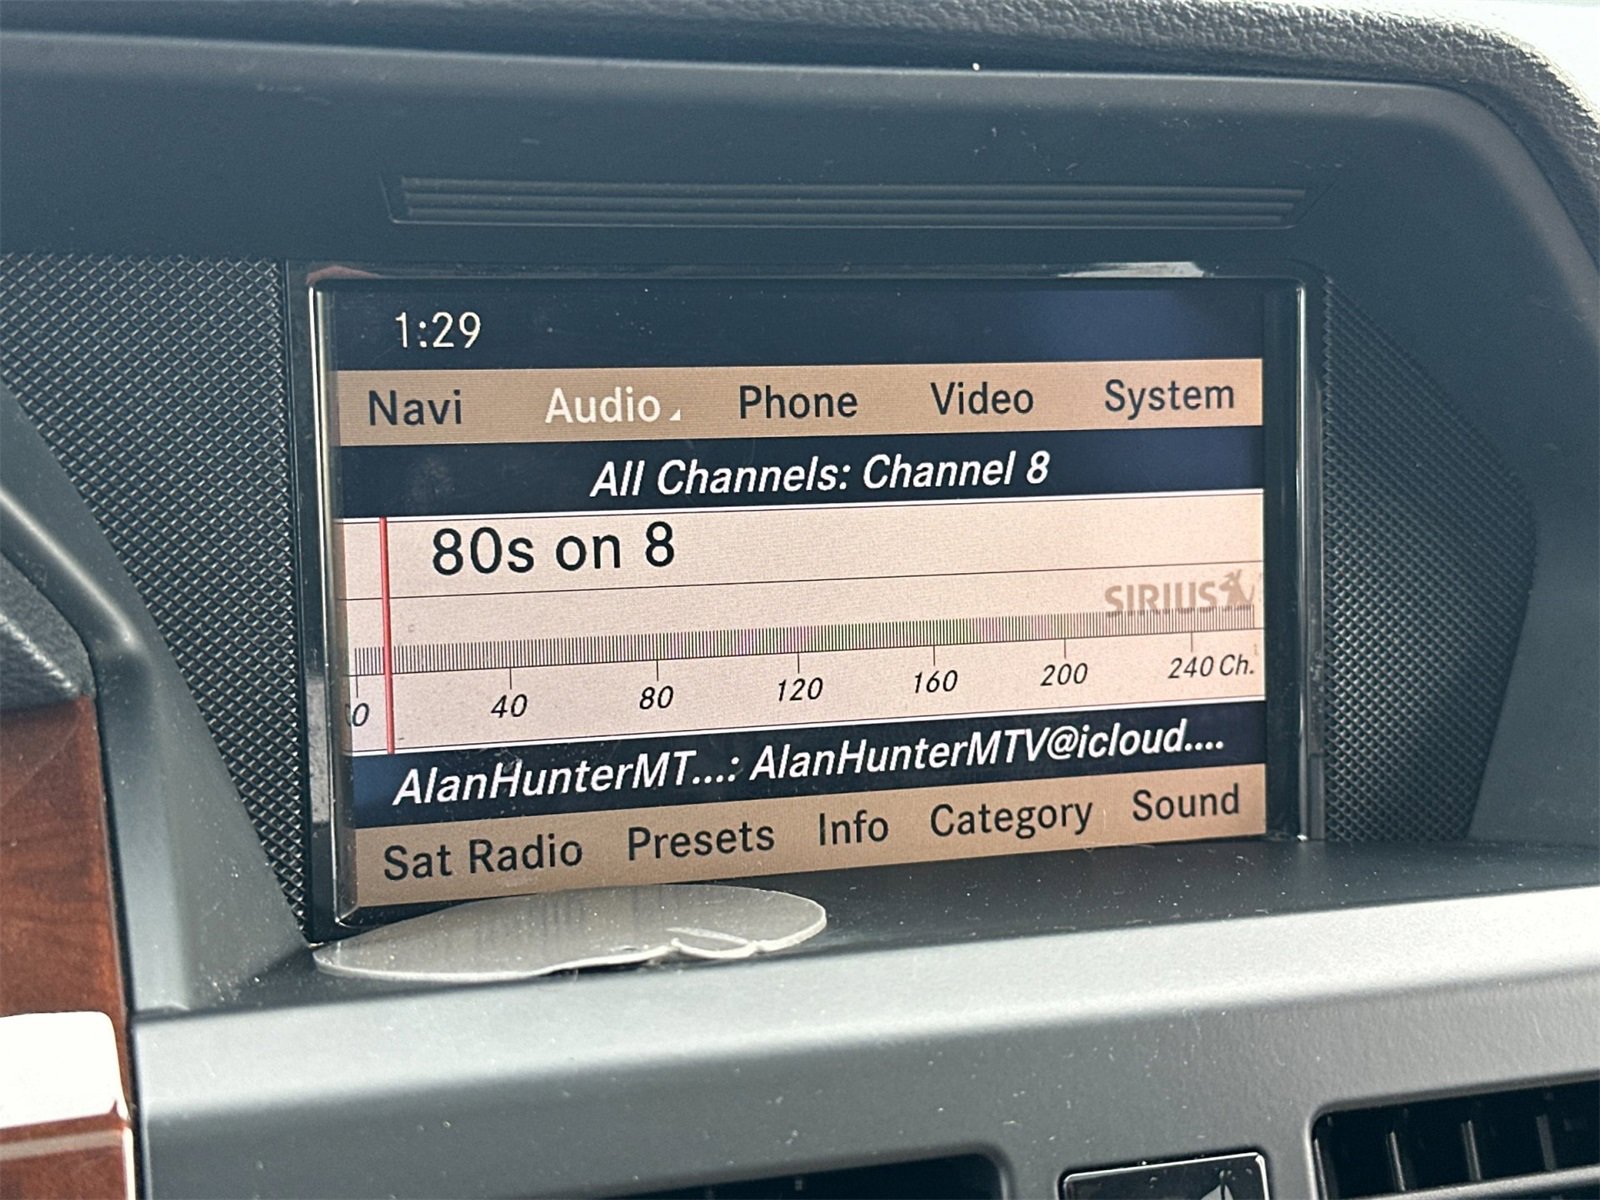 1:29
Navi Audio Phone Video System
All Channels: Channel 8
80s on 8
SIRIUS
0 40 80 120 160 200 240 Ch.
AlanHunterMT...: AlanHunterMTV@icloud....
Sat Radio Presets Info Category Sound